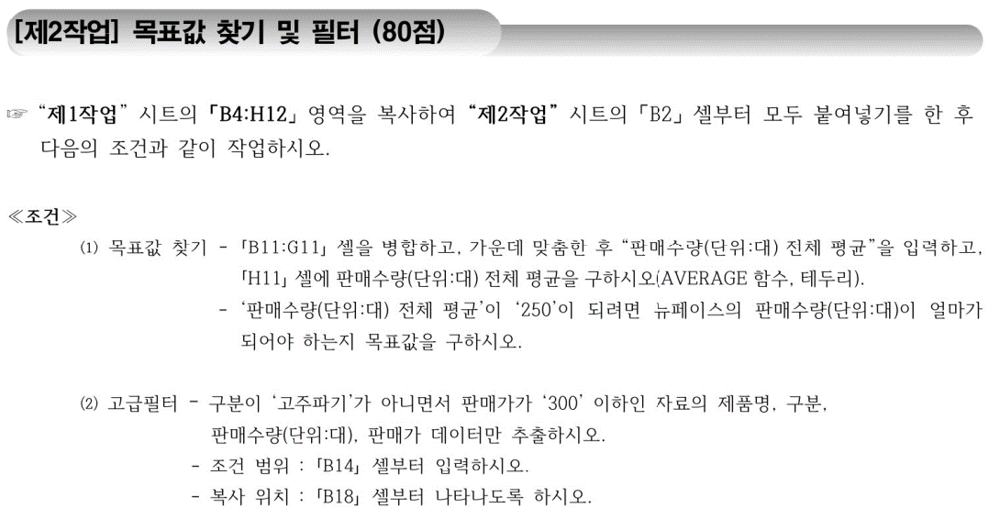 [제2작업] 목표값 찾기 및 필터 (80점)
☞ “제1작업” 시트의 「B4:H12」 영역을 복사하여 “제2작업” 시트의 「B2」 셀부터 모두 붙여넣기를 한 후
다음의 조건과 같이 작업하시오.
≪조건≫
(1) 목표값 찾기 - 「B11:G11」 셀을 병합하고, 가운데 맞춤한 후 “판매수량(단위:대) 전체 평균”을 입력하고,
「H11」 셀에 판매수량(단위:대) 전체 평균을 구하시오(AVERAGE 함수, 테두리).
- ‘판매수량(단위:대) 전체 평균’이 ‘250’이 되려면 뉴페이스의 판매수량(단위:대)이 얼마가
되어야 하는지 목표값을 구하시오.
(2) 고급필터 - 구분이 ‘고주파기’가 아니면서 판매가가 ‘300’ 이하인 자료의 제품명, 구분,
판매수량(단위:대), 판매가 데이터만 추출하시오.
- 조건 범위 : 「B14」 셀부터 입력하시오.
- 복사 위치 : 「B18」 셀부터 나타나도록 하시오.